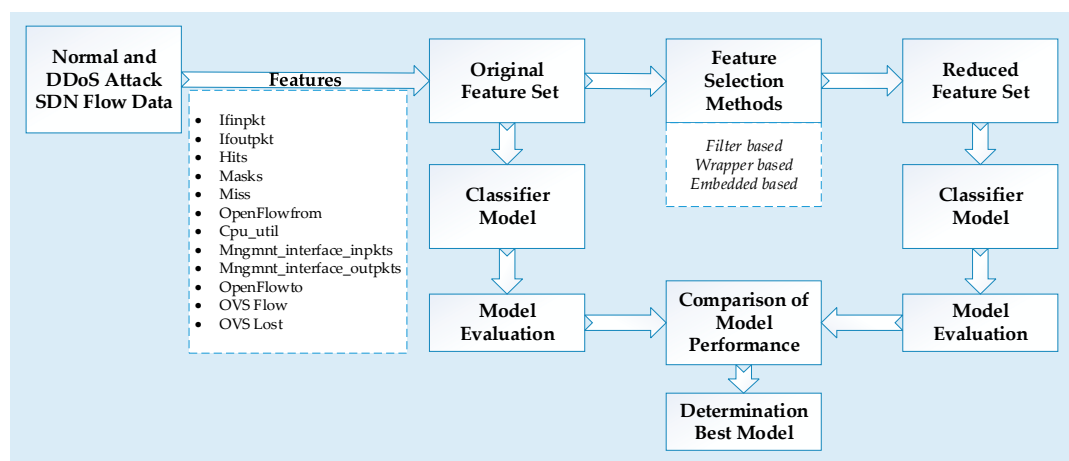 Normal and
DDoS Attack
SDN Flow Data
Features
• Ifinpkt
• Ifoutpkt
• Hits
• Masks
• Miss
• OpenFlowfrom
• Cpu_util
• Mngmnt_interface_inpkts
• Mngmnt_interface_outpkts
• OpenFlowto
• OVS Flow
• OVS Lost
Original
Feature Set
Feature
Selection
Methods
Filter based
Wrapper based
Embedded based
Reduced
Feature Set
Classifier
Model
Classifier
Model
Model
Evaluation
Comparison of
Model
Performance
Model
Evaluation
Determination
Best Model